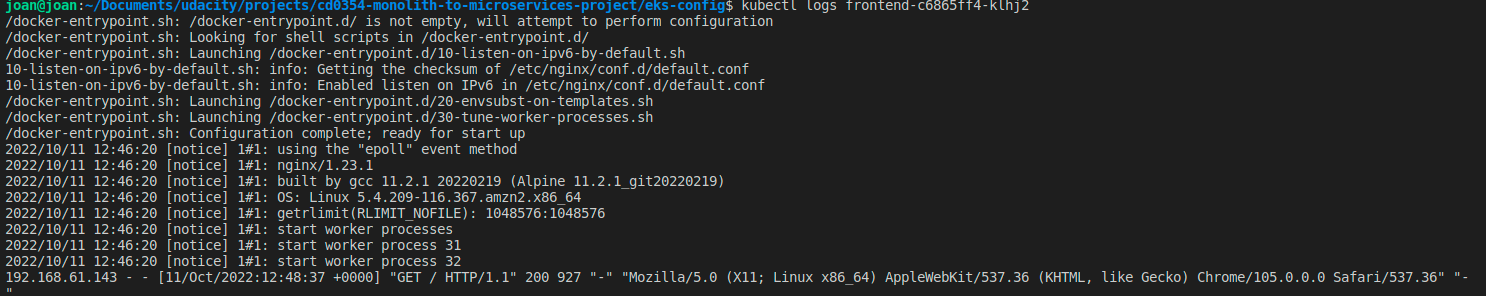 joan@joan:~/Documents/udacity/projects/cd0354-monolith-to-microservices-project/eks-config$ kubectl logs frontend-c6865ff4-klhj2
/docker-entrypoint.sh: /docker-entrypoint.d/ is not empty, will attempt to perform configuration
/docker-entrypoint.sh: Looking for shell scripts in /docker-entrypoint.d/
/docker-entrypoint.sh: Launching /docker-entrypoint.d/10-listen-on-ipv6-by-default.sh
10-listen-on-ipv6-by-default.sh: info: Getting the checksum of /etc/nginx/conf.d/default.conf
10-listen-on-ipv6-by-default.sh: info: Enabled listen on IPv6 in /etc/nginx/conf.d/default.conf
/docker-entrypoint.sh: Launching /docker-entrypoint.d/20-envsubst-on-templates.sh
/docker-entrypoint.sh: Launching /docker-entrypoint.d/30-tune-worker-processes.sh
/docker-entrypoint.sh: Configuration complete; ready for start up
2022/10/11 12:46:20 [notice] 1#1: using the "epoll" event method
2022/10/11 12:46:20 [notice] 1#1: nginx/1.23.1
2022/10/11 12:46:20 [notice] 1#1: built by gcc 11.2.1 20220219 (Alpine 11.2.1_git20220219)
2022/10/11 12:46:20 [notice] 1#1: OS: Linux 5.4.209-116.367.amzn2.x86_64
2022/10/11 12:46:20 [notice] 1#1: getrlimit(RLIMIT_NOFILE): 1048576:1048576
2022/10/11 12:46:20 [notice] 1#1: start worker processes
2022/10/11 12:46:20 [notice] 1#1: start worker process 31
2022/10/11 12:46:20 [notice] 1#1: start worker process 32
192.168.61.143 - - [11/Oct/2022:12:48:37 +0000] "GET / HTTP/1.1" 200 927 "-" "Mozilla/5.0 (X11; Linux x86_64) AppleWebKit/537.36 (KHTML, like Gecko) Chrome/105.0.0.0 Safari/537.36" "-
"